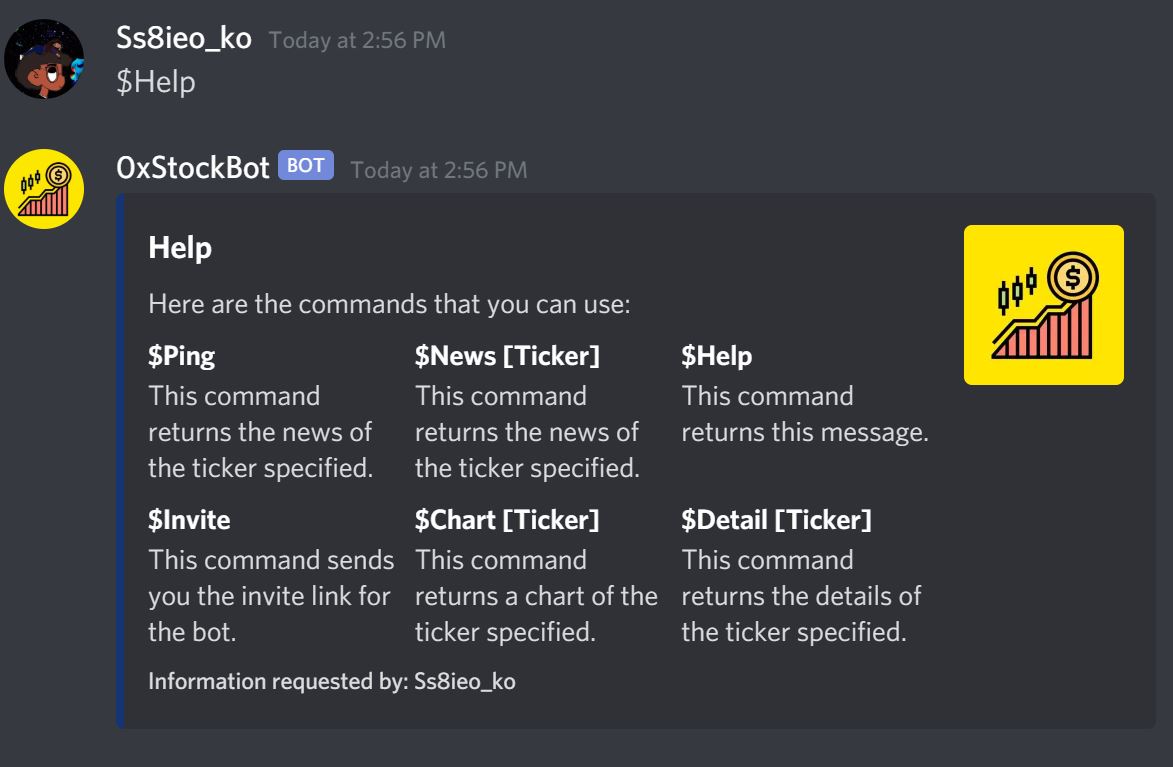 Ss8ieo_ko Today at 2:56 PM
$Help
0xStockBot BOT Today at 2:56 PM
Help
Here are the commands that you can use:
$Ping
This command
returns the news of
the ticker specified.
$News [Ticker]
This command
returns the news of
the ticker specified.
$Help
This command
returns this message.
$Invite
This command sends
you the invite link for
the bot.
$Chart [Ticker]
This command
returns a chart of the
ticker specified.
$Detail [Ticker]
This command
returns the details of
the ticker specified.
Information requested by: Ss8ieo_ko